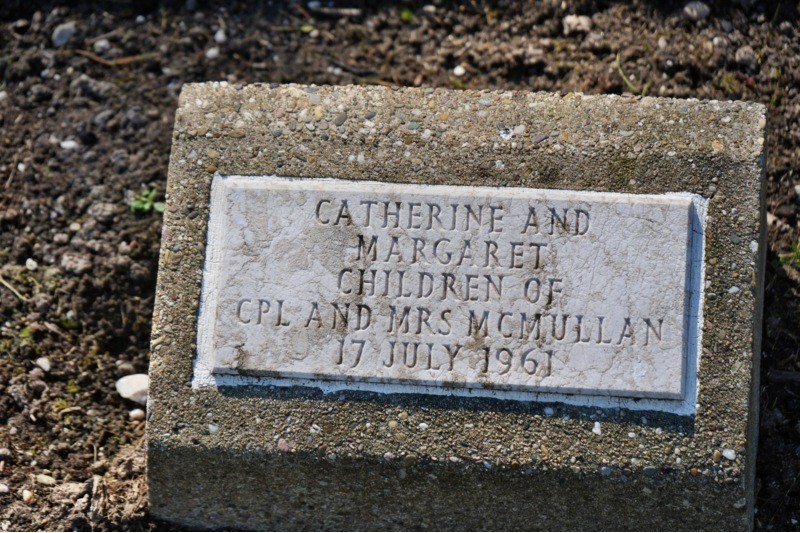 CATHERINE AND
MARGARET
CHILDREN OF
CPL AND MRS MCMULLAN
17 JULY 1961